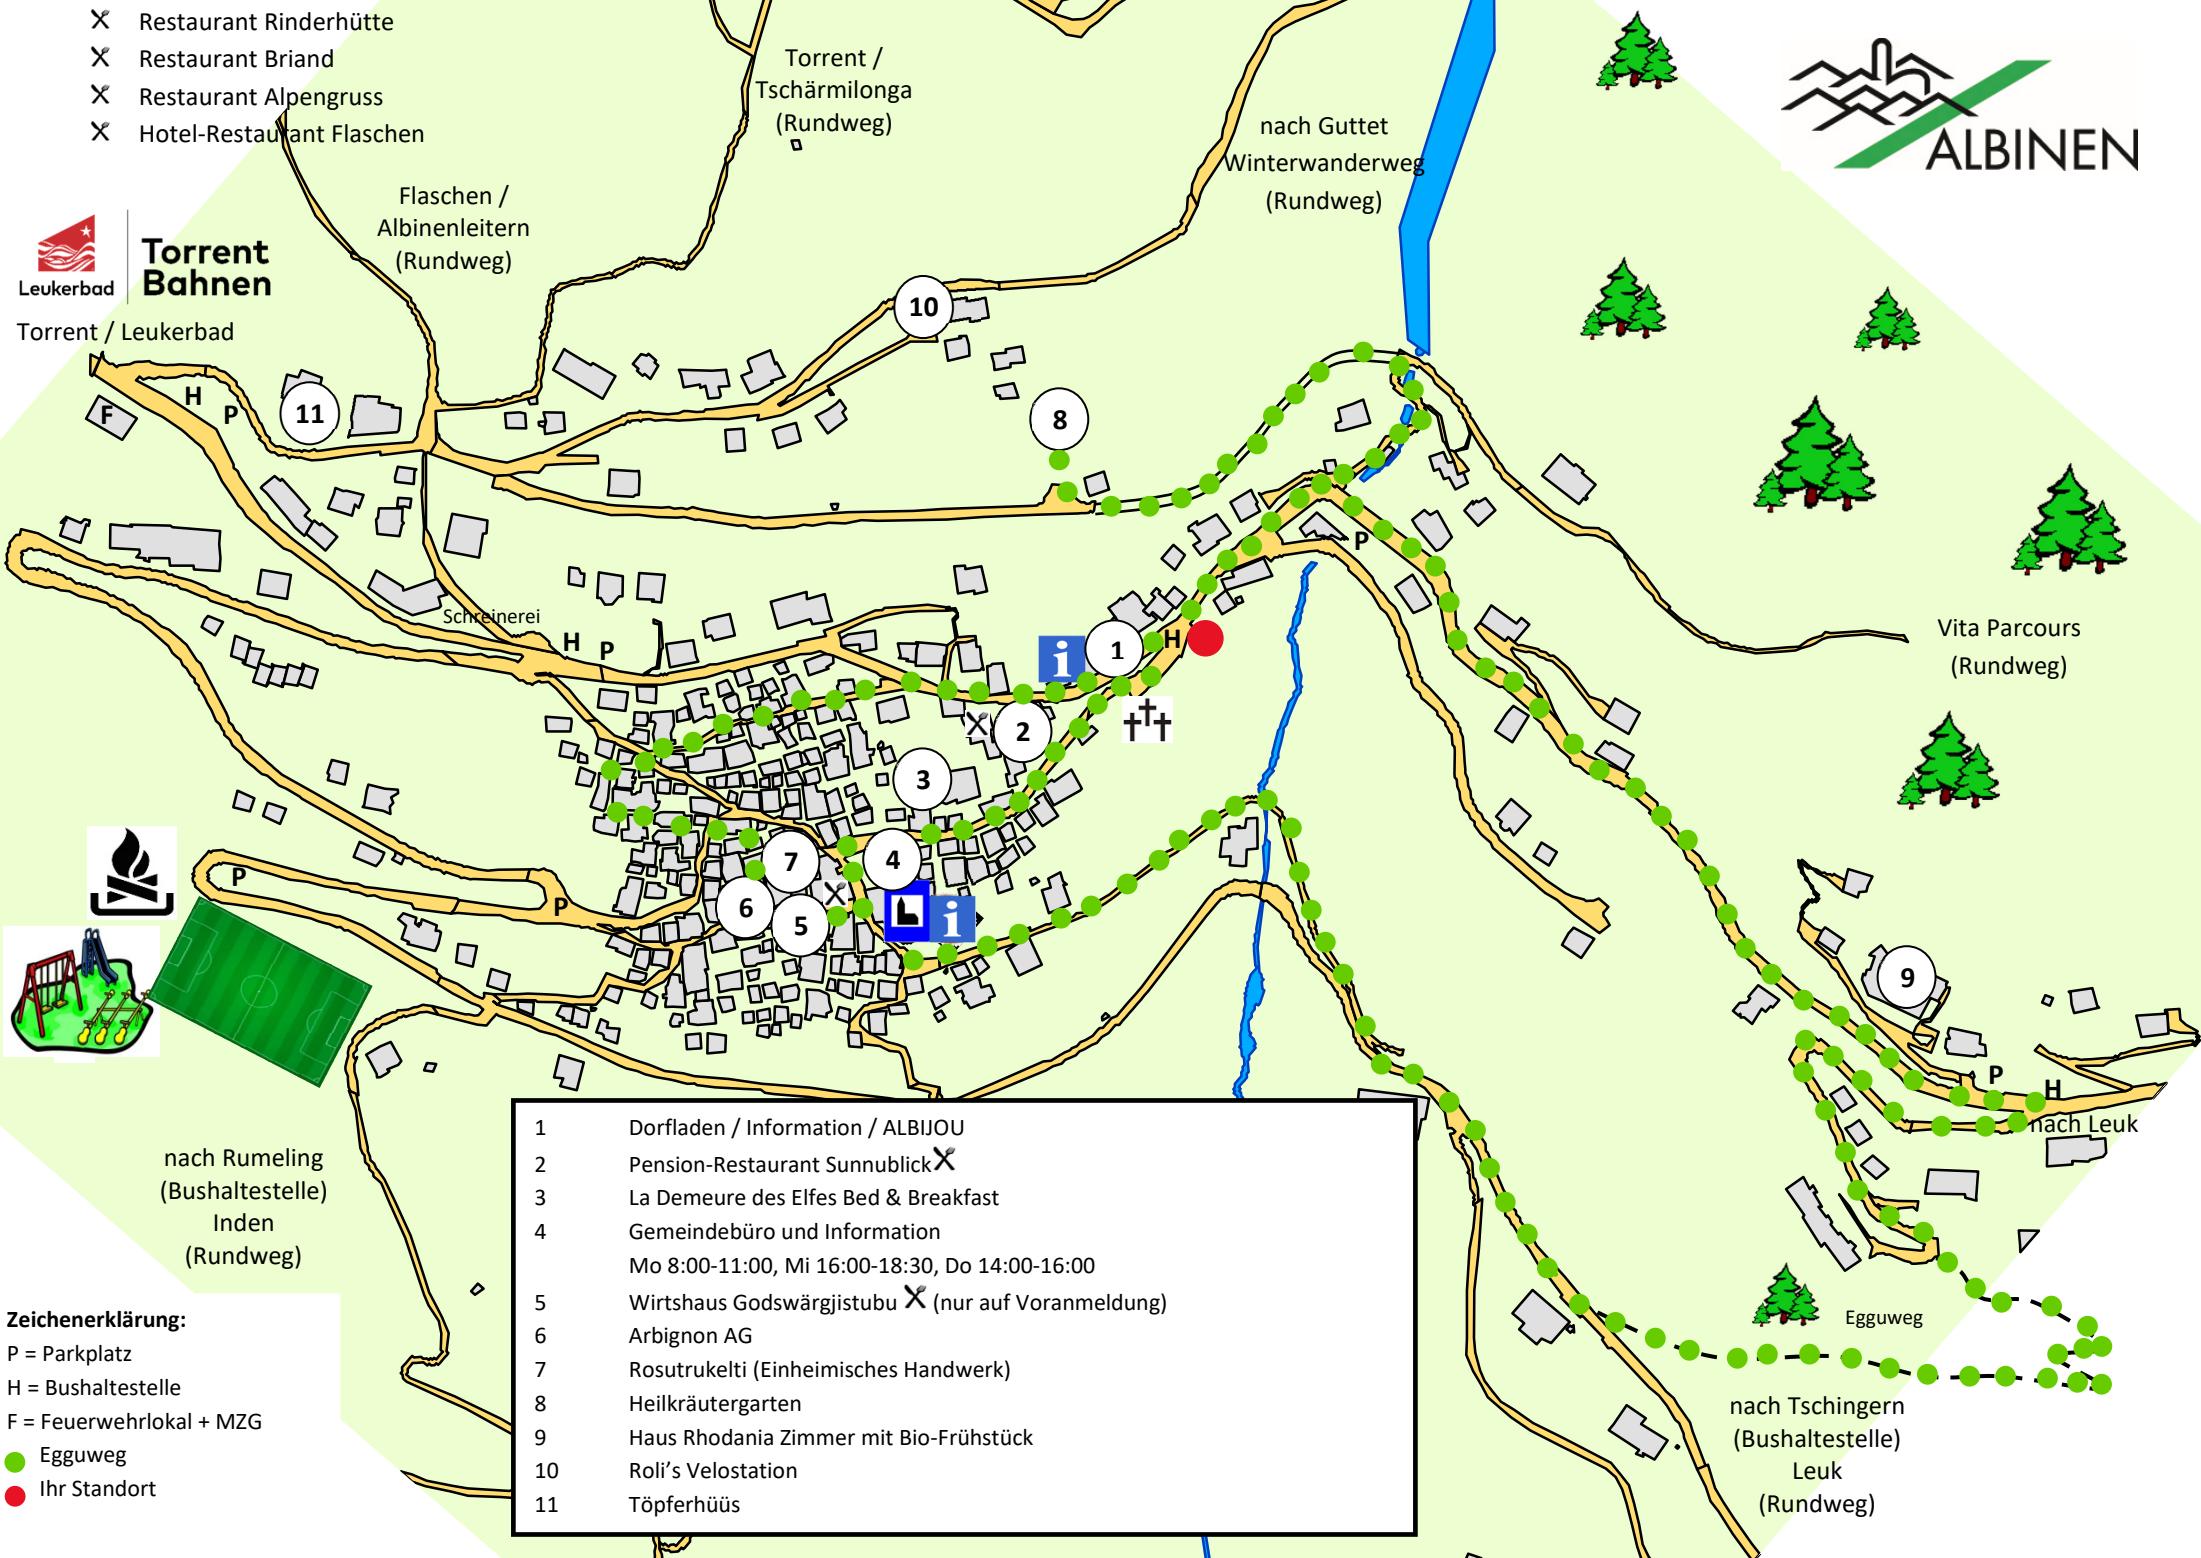 Restaurant Rinderhütte
Restaurant Briand
Restaurant Alpengruss
Hotel-Restaurant Flaschen
Torrent /
Tschärmilonga
(Rundweg)
nach Guttet
Winterwanderweg
(Rundweg)
ALBINEN
Flaschen /
Albinenleitern
(Rundweg)
Leukerbad
Torrent
Bahnen
Torrent / Leukerbad
10
H
P
F
11
8
P
Schreinerei
H
P
i
1
H
Vita Parcours
(Rundweg)
2
3
7
4
P
P
6
5
i
9
P
H
nach Leuk
nach Rumeling
(Bushaltestelle)
Inden
(Rundweg)
1 Dorfladen / Information / ALBIJOU
2 Pension-Restaurant Sunnublick
3 La Demeure des Elfes Bed & Breakfast
4 Gemeindebüro und Information
Mo 8:00-11:00, Mi 16:00-18:30, Do 14:00-16:00
5 Wirtshaus Godswärgjistubu (nur auf Voranmeldung)
6 Arbignon AG
7 Rosutrukelti (Einheimisches Handwerk)
8 Heilkräutergarten
9 Haus Rhodania Zimmer mit Bio-Frühstück
10 Roli's Velostation
11 Töpferhüüs
Egguweg
nach Tschingern
(Bushaltestelle)
Leuk
(Rundweg)
Zeichenerklärung:
P = Parkplatz
H = Bushaltestelle
F = Feuerwehrlokal + MZG
Egguweg
Ihr Standort